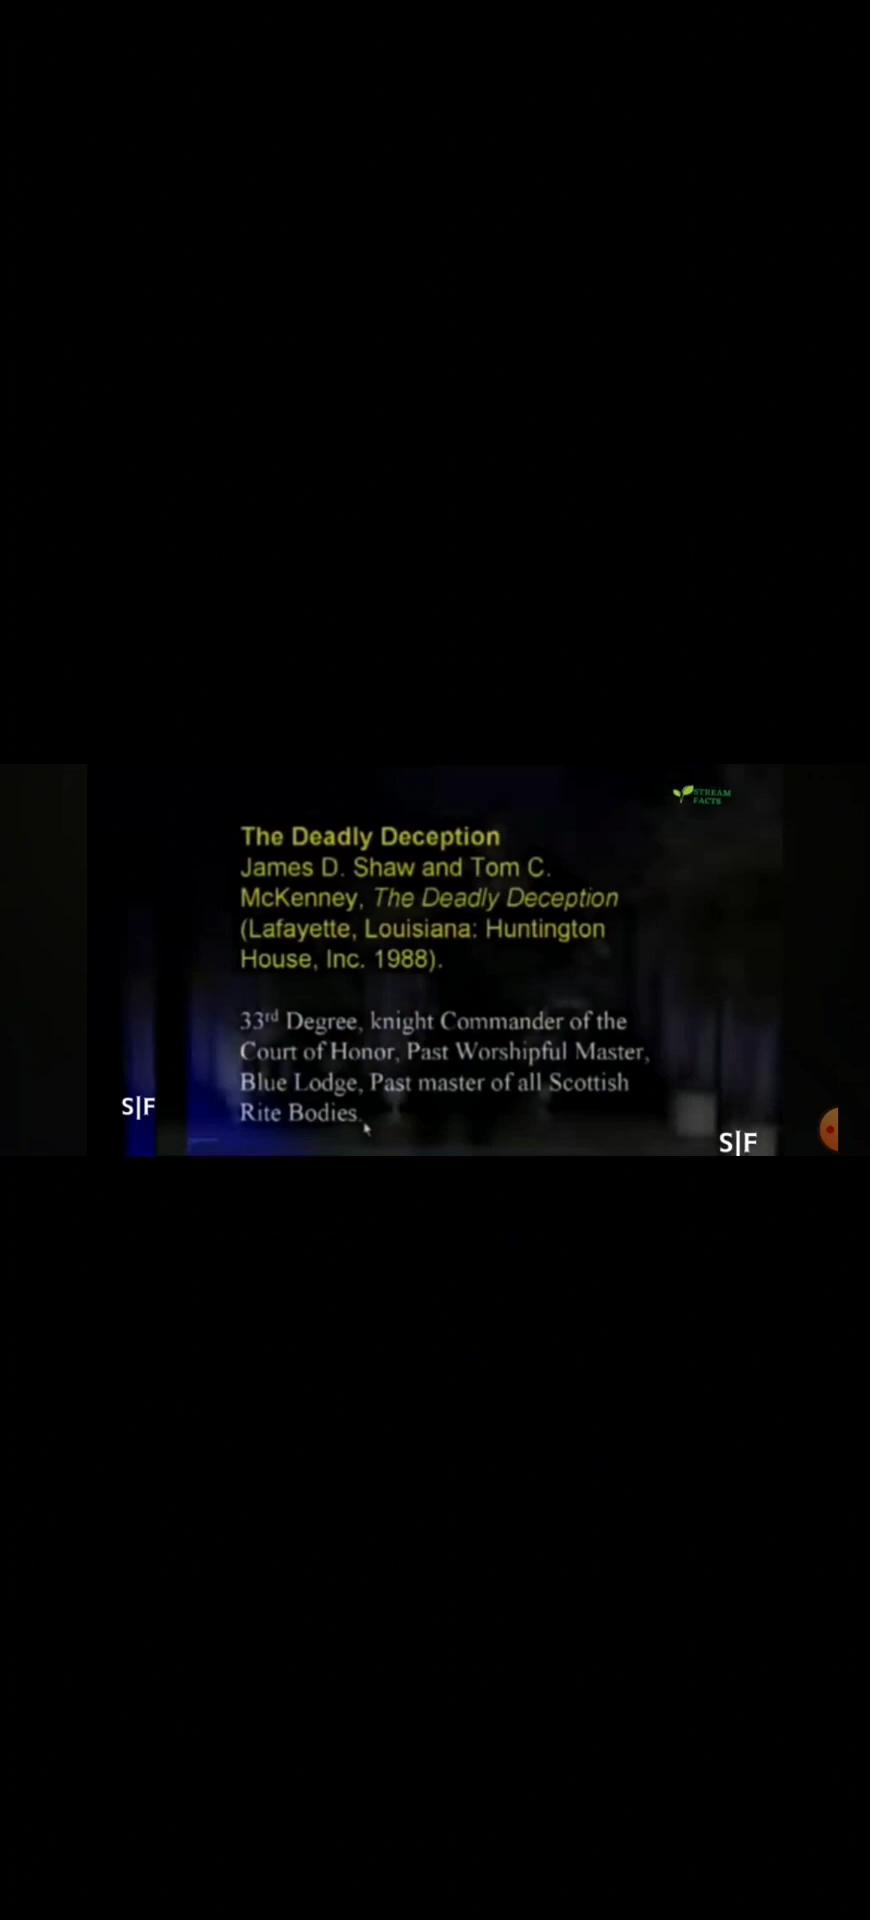 STREAM
FACTS
The Deadly Deception
James D. Shaw and Tom C.
McKenney, The Deadly Deception
(Lafayette, Louisiana: Huntington
House, Inc. 1988).
33rd Degree, knight Commander of the
Court of Honor, Past Worshipful Master,
Blue Lodge, Past master of all Scottish
Rite Bodies.
S|F
S|F